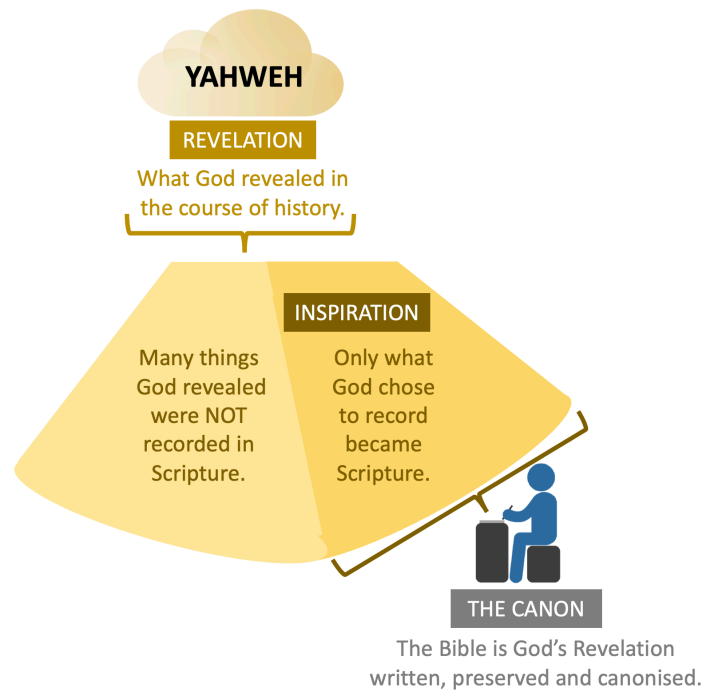 YAHWEH
REVELATION
What God revealed in
the course of history.
INSPIRATION
Many things
God revealed
were NOT
recorded in
Scripture.
Only what
God chose
to record
became
Scripture.
THE CANON
The Bible is God’s Revelation
written, preserved and canonised.